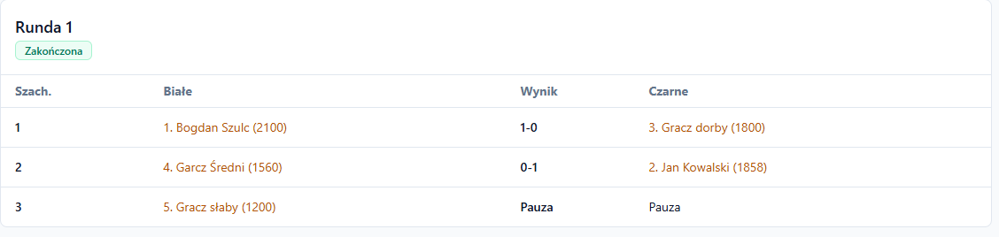 Runda 1
Zakończona
Szach. Białe Wynik Czarne
1 1. Bogdan Szulc (2100) 1-0 3. Gracz dorby (1800)
2 4. Garcz Średni (1560) 0-1 2. Jan Kowalski (1858)
3 5. Gracz słaby (1200) Pauza Pauza